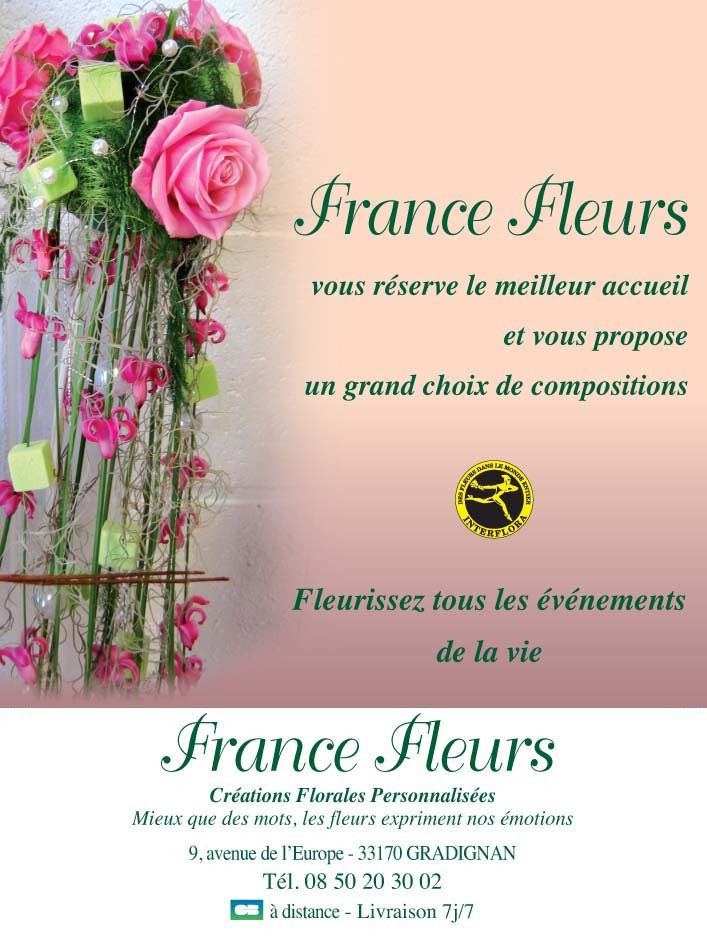 France Fleurs
vous réserve le meilleur accueil
et vous propose
un grand choix de compositions
DES FLEURS DANS LE MONDE ENTIER
INTERFLORA
Fleurissez tous les événements
de la vie
France Fleurs
Créations Florales Personnalisées
Mieux que des mots, les fleurs expriment nos émotions
9, avenue de l'Europe - 33170 GRADIGNAN
Tél. 08 50 20 30 02
CB à distance - Livraison 7j/7